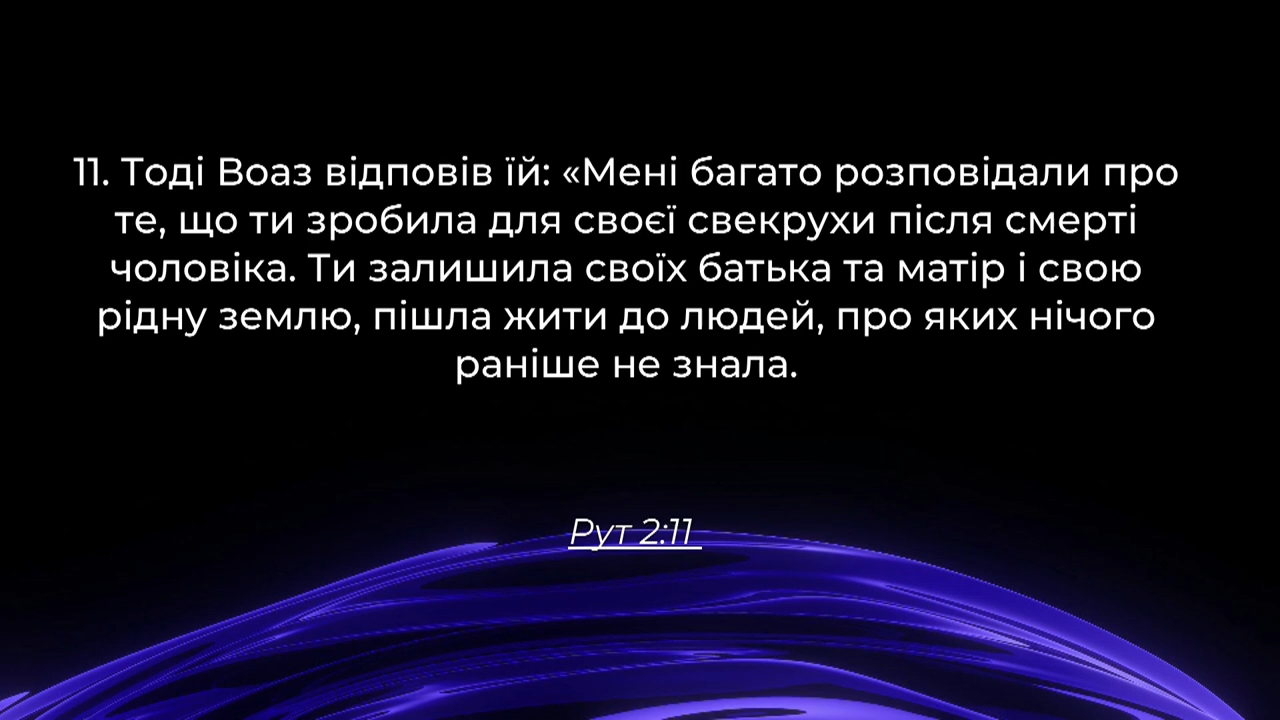 11. Тоді Воаз відповів їй: «Мені багато розповідали про
те, що ти зробила для своєї свекрухи після смерті
чоловіка. Ти залишила своїх батька та матір і свою
рідну землю, пішла жити до людей, про яких нічого
раніше не знала.
Рут 2:11